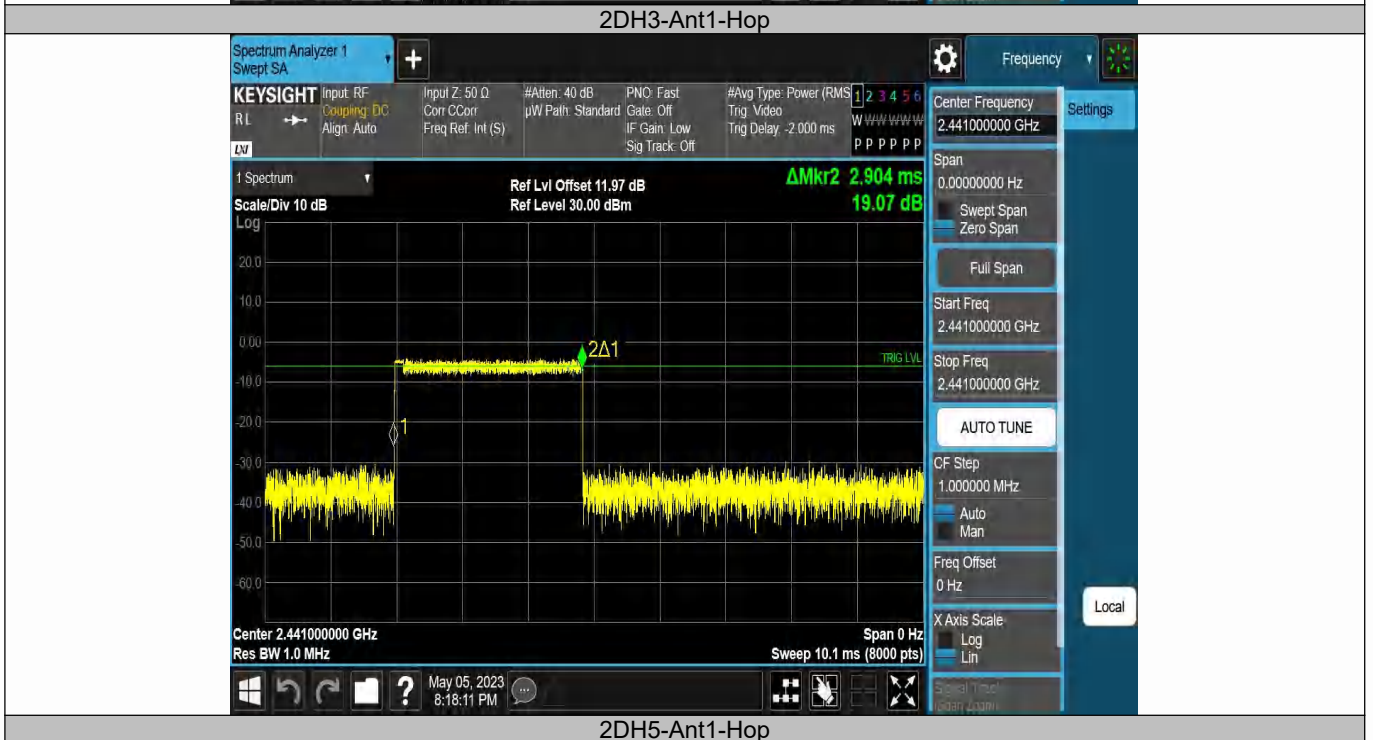 2DH3-Ant1-Hop
Spectrum Analyzer 1
Swept SA
Frequency
KEYSIGHT
Input: RF
Coupling: DC
Align: Auto
Input Z: 50 Ω
Corr CCorr
Freq Ref: Int (S)
#Atten: 40 dB
µW Path: Standard
PNO: Fast
Gate: Off
IF Gain: Low
Sig Track: Off
#Avg Type: Power (RMS
Trig: Video
Trig Delay: -2.000 ms
1 2 3 4 5 6
W W W W W W
P P P P P P
RL
LXI
Center Frequency
2.441000000 GHz
Settings
1 Spectrum
Scale/Div 10 dB
Log
Ref Lvl Offset 11.97 dB
Ref Level 30.00 dBm
ΔMkr2 2.904 ms
19.07 dB
Span
0.00000000 Hz
Swept Span
Zero Span
Full Span
Start Freq
2.441000000 GHz
Stop Freq
2.441000000 GHz
AUTO TUNE
CF Step
1.000000 MHz
Auto
Man
Freq Offset
0 Hz
X Axis Scale
Log
Lin
Local
20.0
10.0
0.00
-10.0
-20.0
-30.0
-40.0
-50.0
-60.0
2Δ1
TRIG LVL
1
Center 2.441000000 GHz
Res BW 1.0 MHz
Span 0 Hz
Sweep 10.1 ms (8000 pts)
May 05, 2023
8:18:11 PM
2DH5-Ant1-Hop